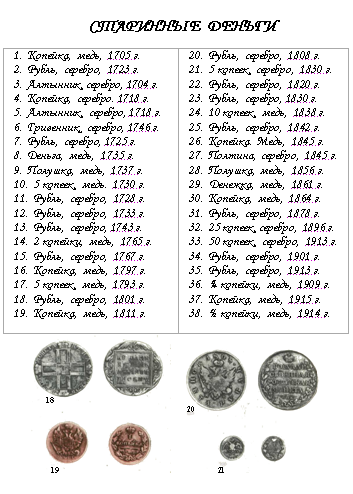 СТАРИННЫЕ ДЕНЬГИ
1. Копейка, медь, 1705 г.
2. Рубль, серебро, 1723 г.
3. Алтынник, серебро, 1704 г.
4. Копейка, серебро. 1718 г.
5. Алтынник, серебро, 1718 г.
6. Гривенник, серебро, 1746 г.
7. Рубль, серебро, 1725 г.
8. Деньга, медь, 1735 г.
9. Полушка, медь, 1737 г.
10. 5 копеек, медь. 1730 г.
11. Рубль, серебро, 1728 г.
12. Рубль, серебро, 1733 г.
13. Рубль, серебро, 1743 г.
14. 2 копейки, медь, 1765 г.
15. Рубль, серебро, 1767 г.
16. Копейка, медь, 1797 г.
17. 5 копеек, медь, 1793 г.
18. Рубль, серебро, 1801 г.
19. Копейка, медь, 1811 г.
20. Рубль, серебро, 1808 г.
21. 5 копеек, серебро, 1830 г.
22. Рубль, серебро, 1820 г.
23. Рубль, серебро, 1830 г.
24. 10 копеек, медь, 1838 г.
25. Рубль, серебро, 1842 г.
26. Копейка. Медь, 1845 г.
27. Полтина, серебро, 1845 г.
28. Полушка, медь, 1856 г.
29. Денежка, медь, 1861 г.
30. Копейка, медь, 1864 г.
31. Рубль, серебро, 1878 г.
32. 25 копеек, серебро, 1896 г.
33. 50 копеек, серебро, 1913 г.
34. Рубль, серебро, 1901 г.
35. Рубль, серебро, 1913 г.
36. ¼ копейки, медь, 1909 г.
37. Копейка, медь, 1915 г.
38. ½ копейки, медь, 1914 г.
18
20
19
21